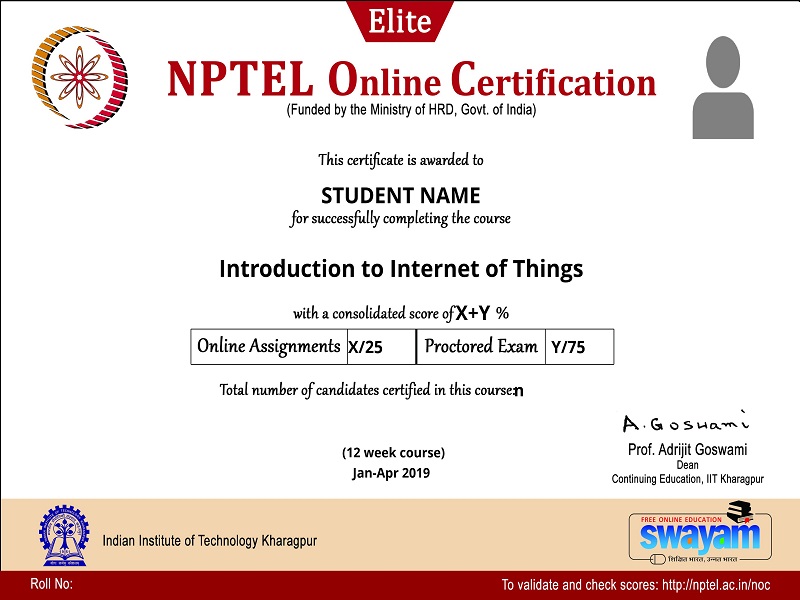 Elite
NPTEL Online Certification
(Funded by the Ministry of HRD, Govt. of India)
This certificate is awarded to
STUDENT NAME
for successfully completing the course
Introduction to Internet of Things
with a consolidated score of X+Y %
Online Assignments X/25 Proctored Exam Y/75
Total number of candidates certified in this course:n
A. Goswami
(12 week course)
Jan-Apr 2019
Prof. Adrijit Goswami
Dean
Continuing Education, IIT Kharagpur
Indian Institute of Technology Kharagpur
FREE ONLINE EDUCATION
swayam
शिक्षित भारत, उन्नत भारत
Roll No:
To validate and check scores: http://nptel.ac.in/noc